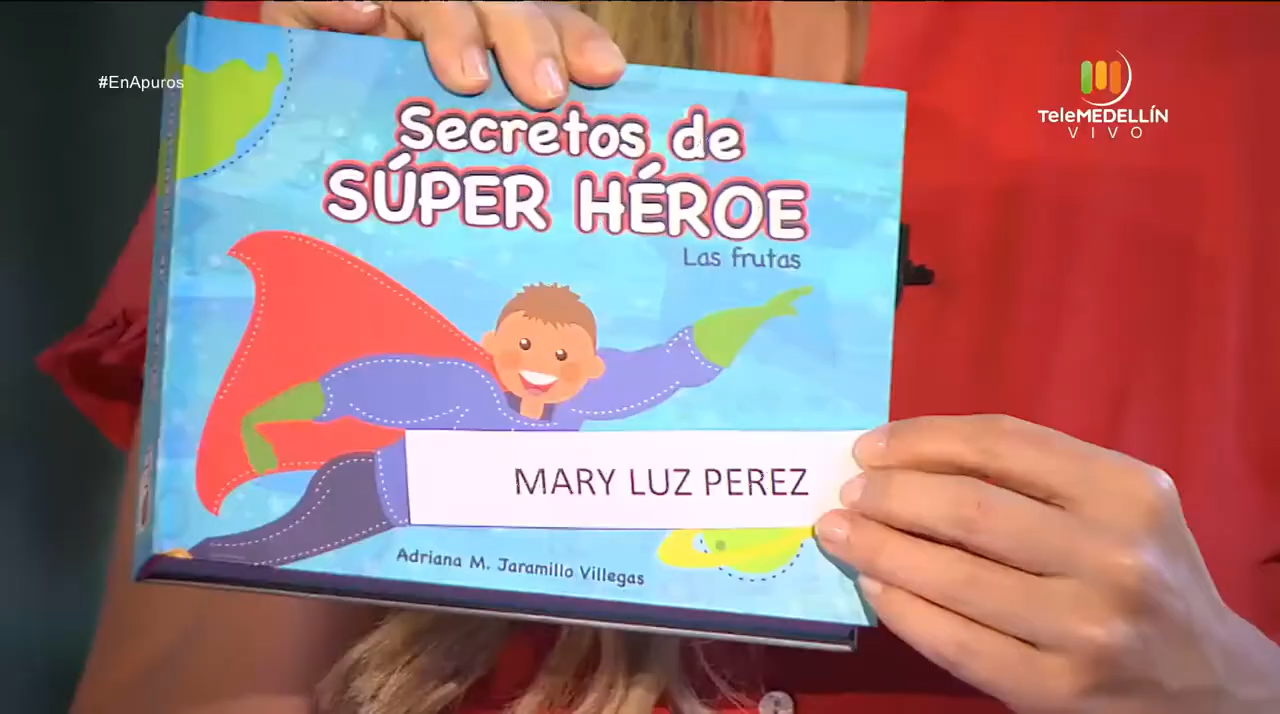 #EnApuros
TeleMEDELLÍN
VIVO
Secretos de
SÚPER HÉROE
Las frutas
MARY LUZ PEREZ
Adriana M. Jaramillo Villegas